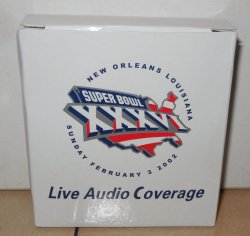 NEW ORLEANS LOUISIANA
SUPER BOWL
XXXVI
SUNDAY FEBRUARY 3 2002
Live Audio Coverage